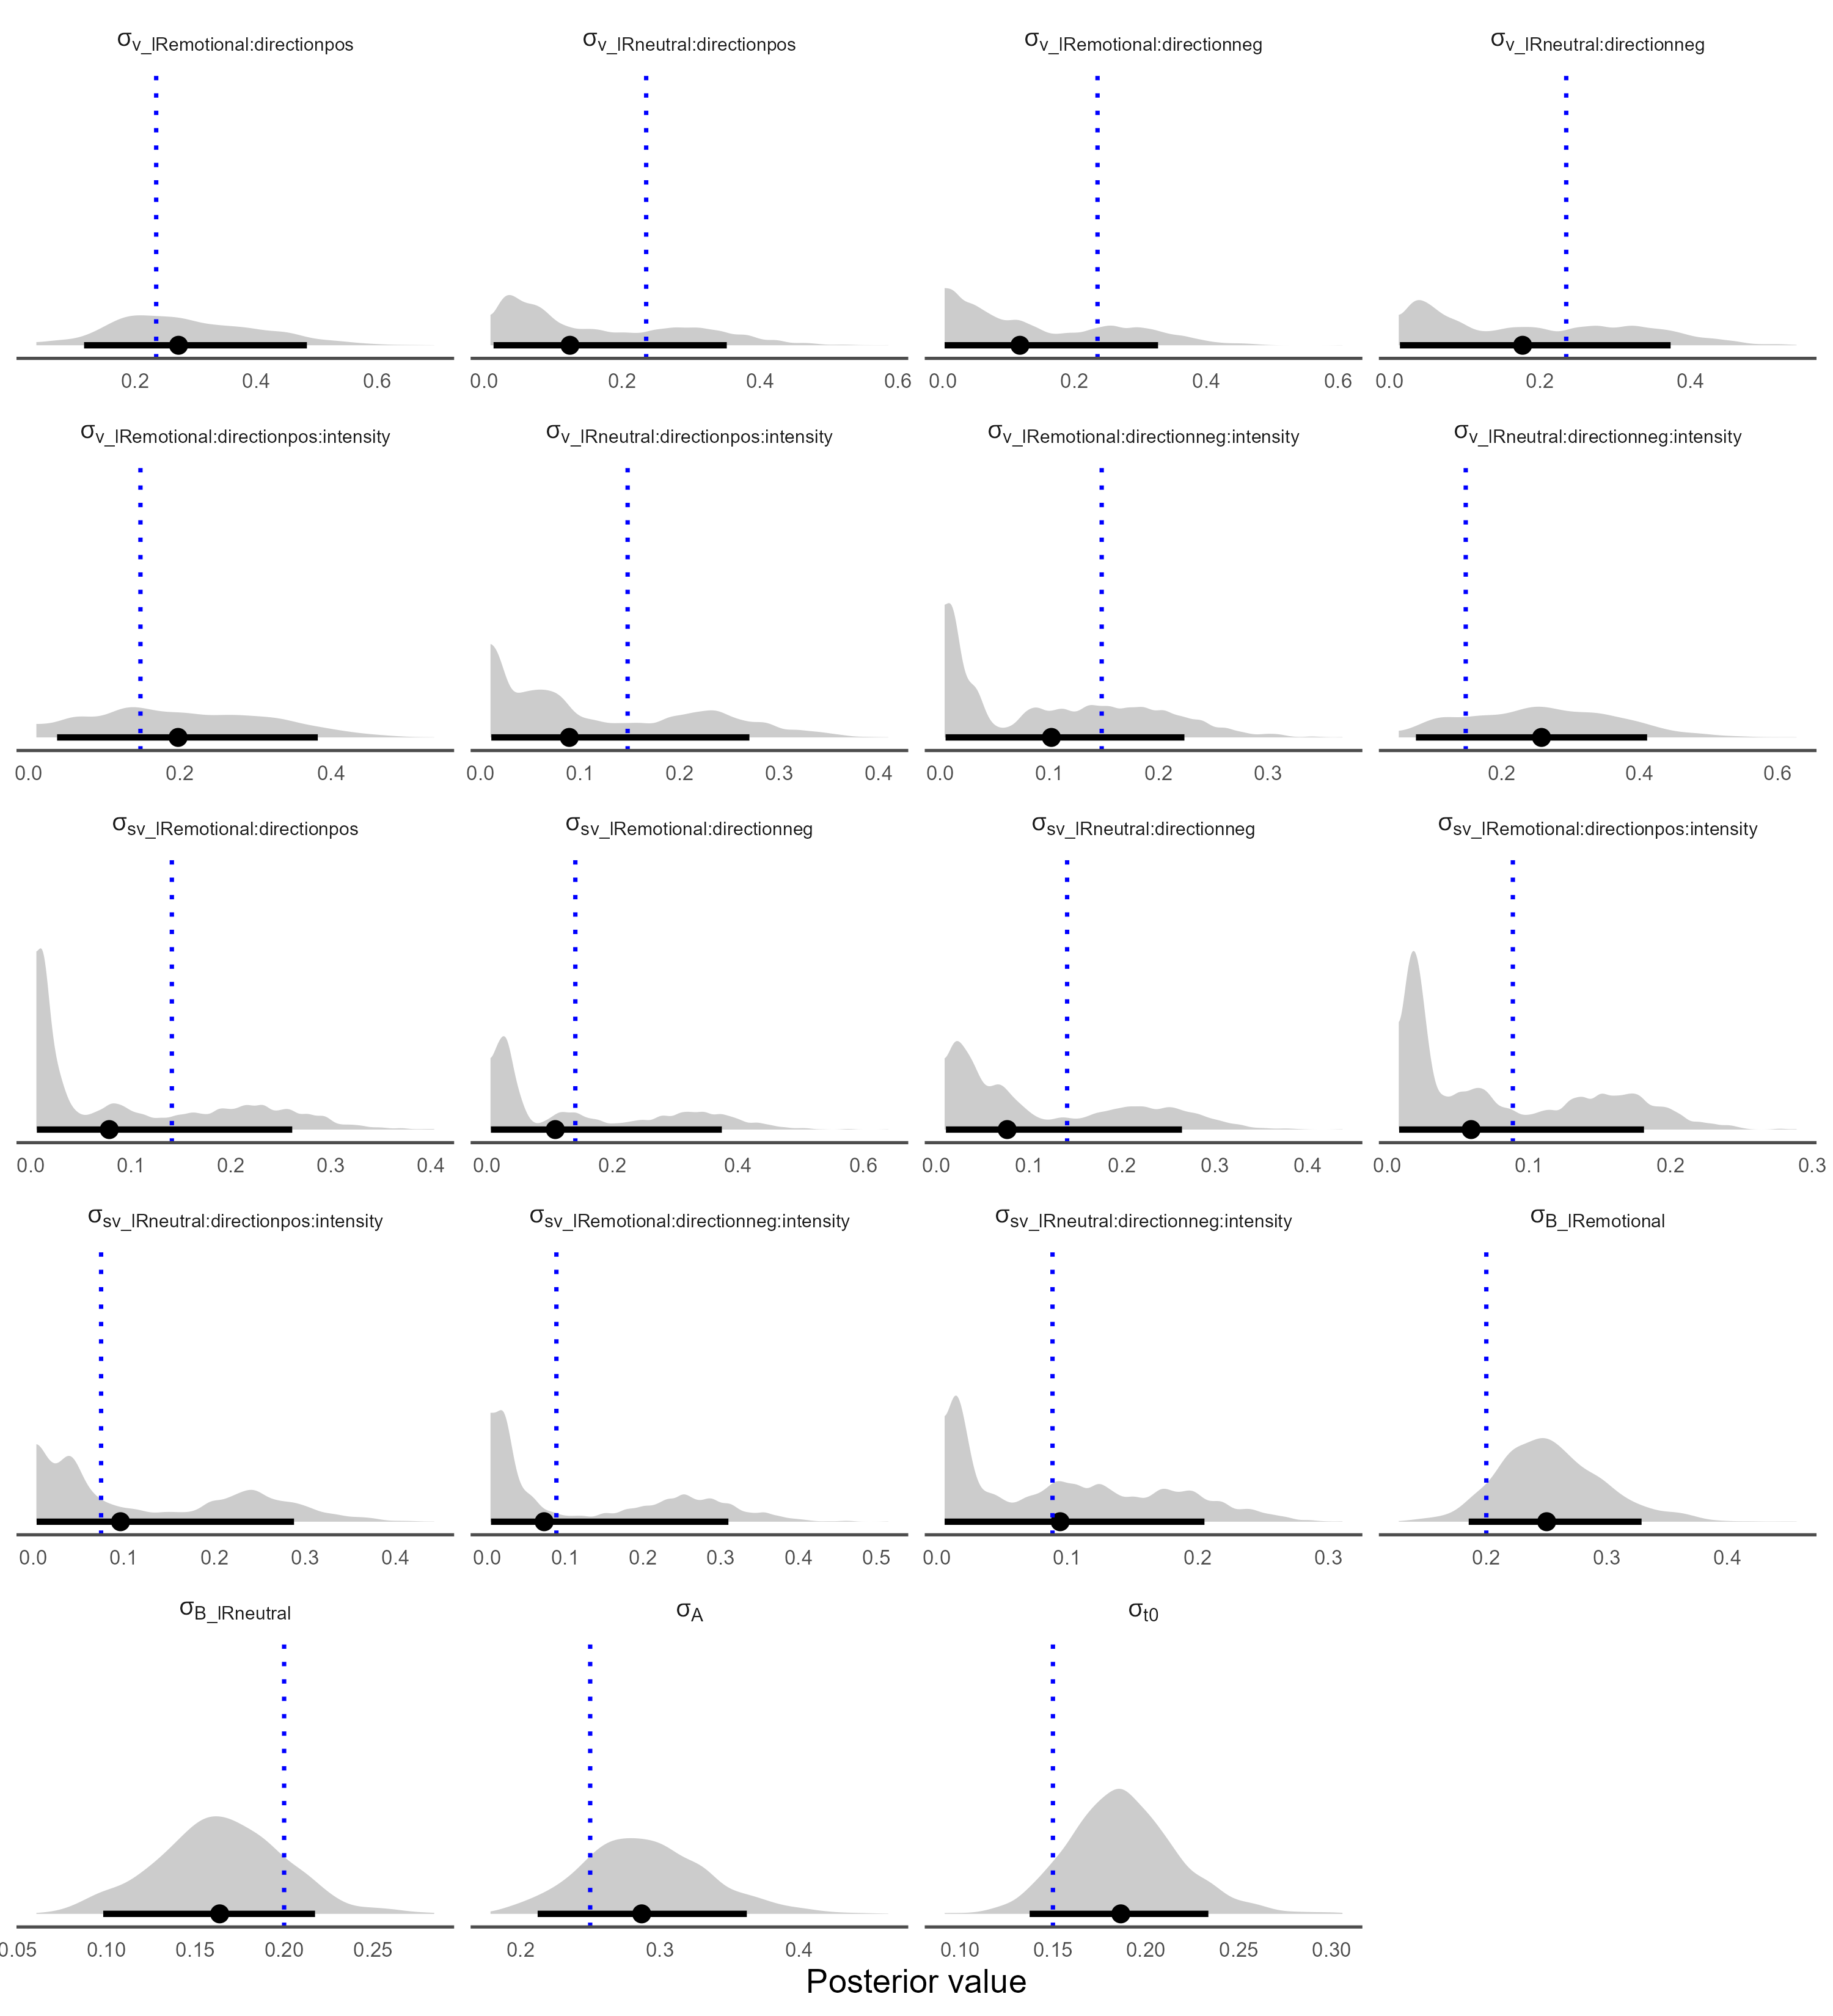 σv_lRemotional:directionpos σv_lRneutral:directionpos σv_lRemotional:directionneg σv_lRneutral:directionneg
0.2 0.4 0.6 0.0 0.2 0.4 0.6 0.0 0.2 0.4 0.6 0.0 0.2 0.4
σv_lRemotional:directionpos:intensity σv_lRneutral:directionpos:intensity σv_lRemotional:directionneg:intensity σv_lRneutral:directionneg:intensity
0.0 0.2 0.4 0.0 0.1 0.2 0.3 0.4 0.0 0.1 0.2 0.3 0.2 0.4 0.6
σsv_lRemotional:directionpos σsv_lRemotional:directionneg σsv_lRneutral:directionneg σsv_lRemotional:directionpos:intensity
0.0 0.1 0.2 0.3 0.4 0.0 0.2 0.4 0.6 0.0 0.1 0.2 0.3 0.4 0.0 0.1 0.2 0.3
σsv_lRneutral:directionpos:intensity σsv_lRemotional:directionneg:intensity σsv_lRneutral:directionneg:intensity σB_lRemotional
0.0 0.1 0.2 0.3 0.4 0.0 0.1 0.2 0.3 0.4 0.5 0.0 0.1 0.2 0.3 0.2 0.3 0.4
σB_lRneutral σA σt0
0.05 0.10 0.15 0.20 0.25 0.2 0.3 0.4 0.10 0.15 0.20 0.25 0.30
Posterior value